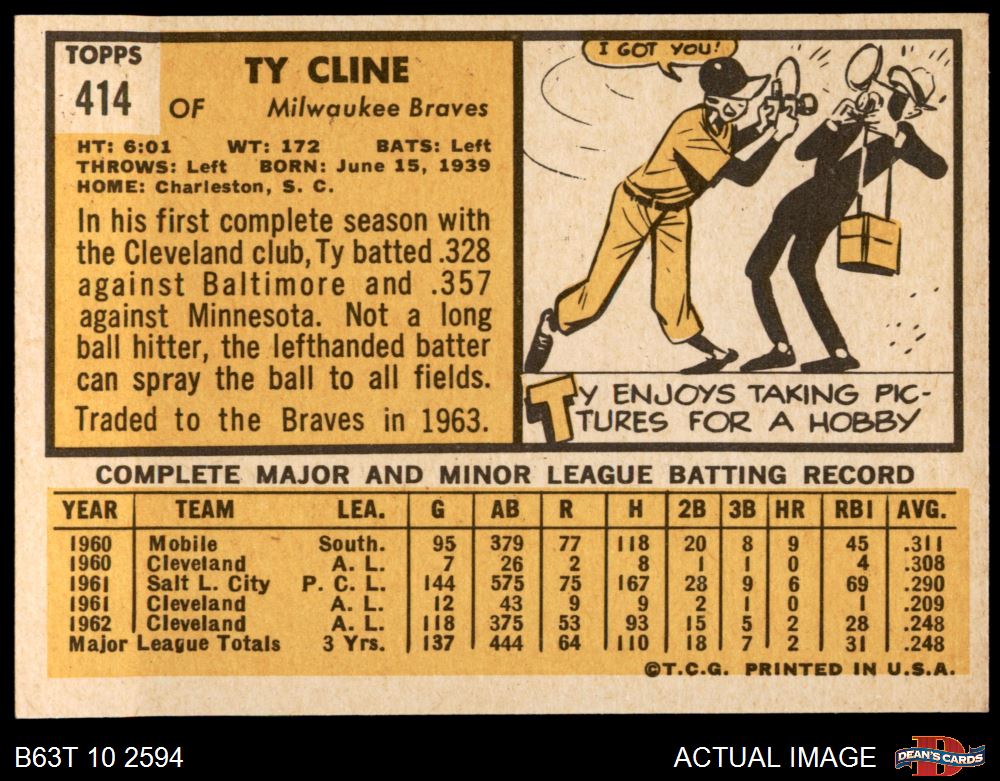 TOPPS
414
TY CLINE
OF Milwaukee Braves
HT: 6:01 WT: 172 BATS: Left
THROWS: Left BORN: June 15, 1939
HOME: Charleston, S. C.
In his first complete season with
the Cleveland club, Ty batted .328
against Baltimore and .357
against Minnesota. Not a long
ball hitter, the lefthanded batter
can spray the ball to all fields.
Traded to the Braves in 1963.
I GOT YOU!
TY ENJOYS TAKING PIC-
TURES FOR A HOBBY
COMPLETE MAJOR AND MINOR LEAGUE BATTING RECORD
YEAR TEAM LEA. G AB R H 2B 3B HR RBI AVG.
1960 Mobile South. 95 379 77 118 20 8 9 45 .311
1960 Cleveland A. L. 7 26 2 8 1 1 0 4 .308
1961 Salt L. City P. C. L. 144 575 75 167 28 9 6 69 .290
1961 Cleveland A. L. 12 43 9 9 2 1 0 1 .209
1962 Cleveland A. L. 118 375 53 93 15 5 2 28 .248
Major League Totals 3 Yrs. 137 444 64 110 18 7 2 31 .248
©T.C.G. PRINTED IN U.S.A.
B63T 10 2594
ACTUAL IMAGE
D
DEAN'S CARDS